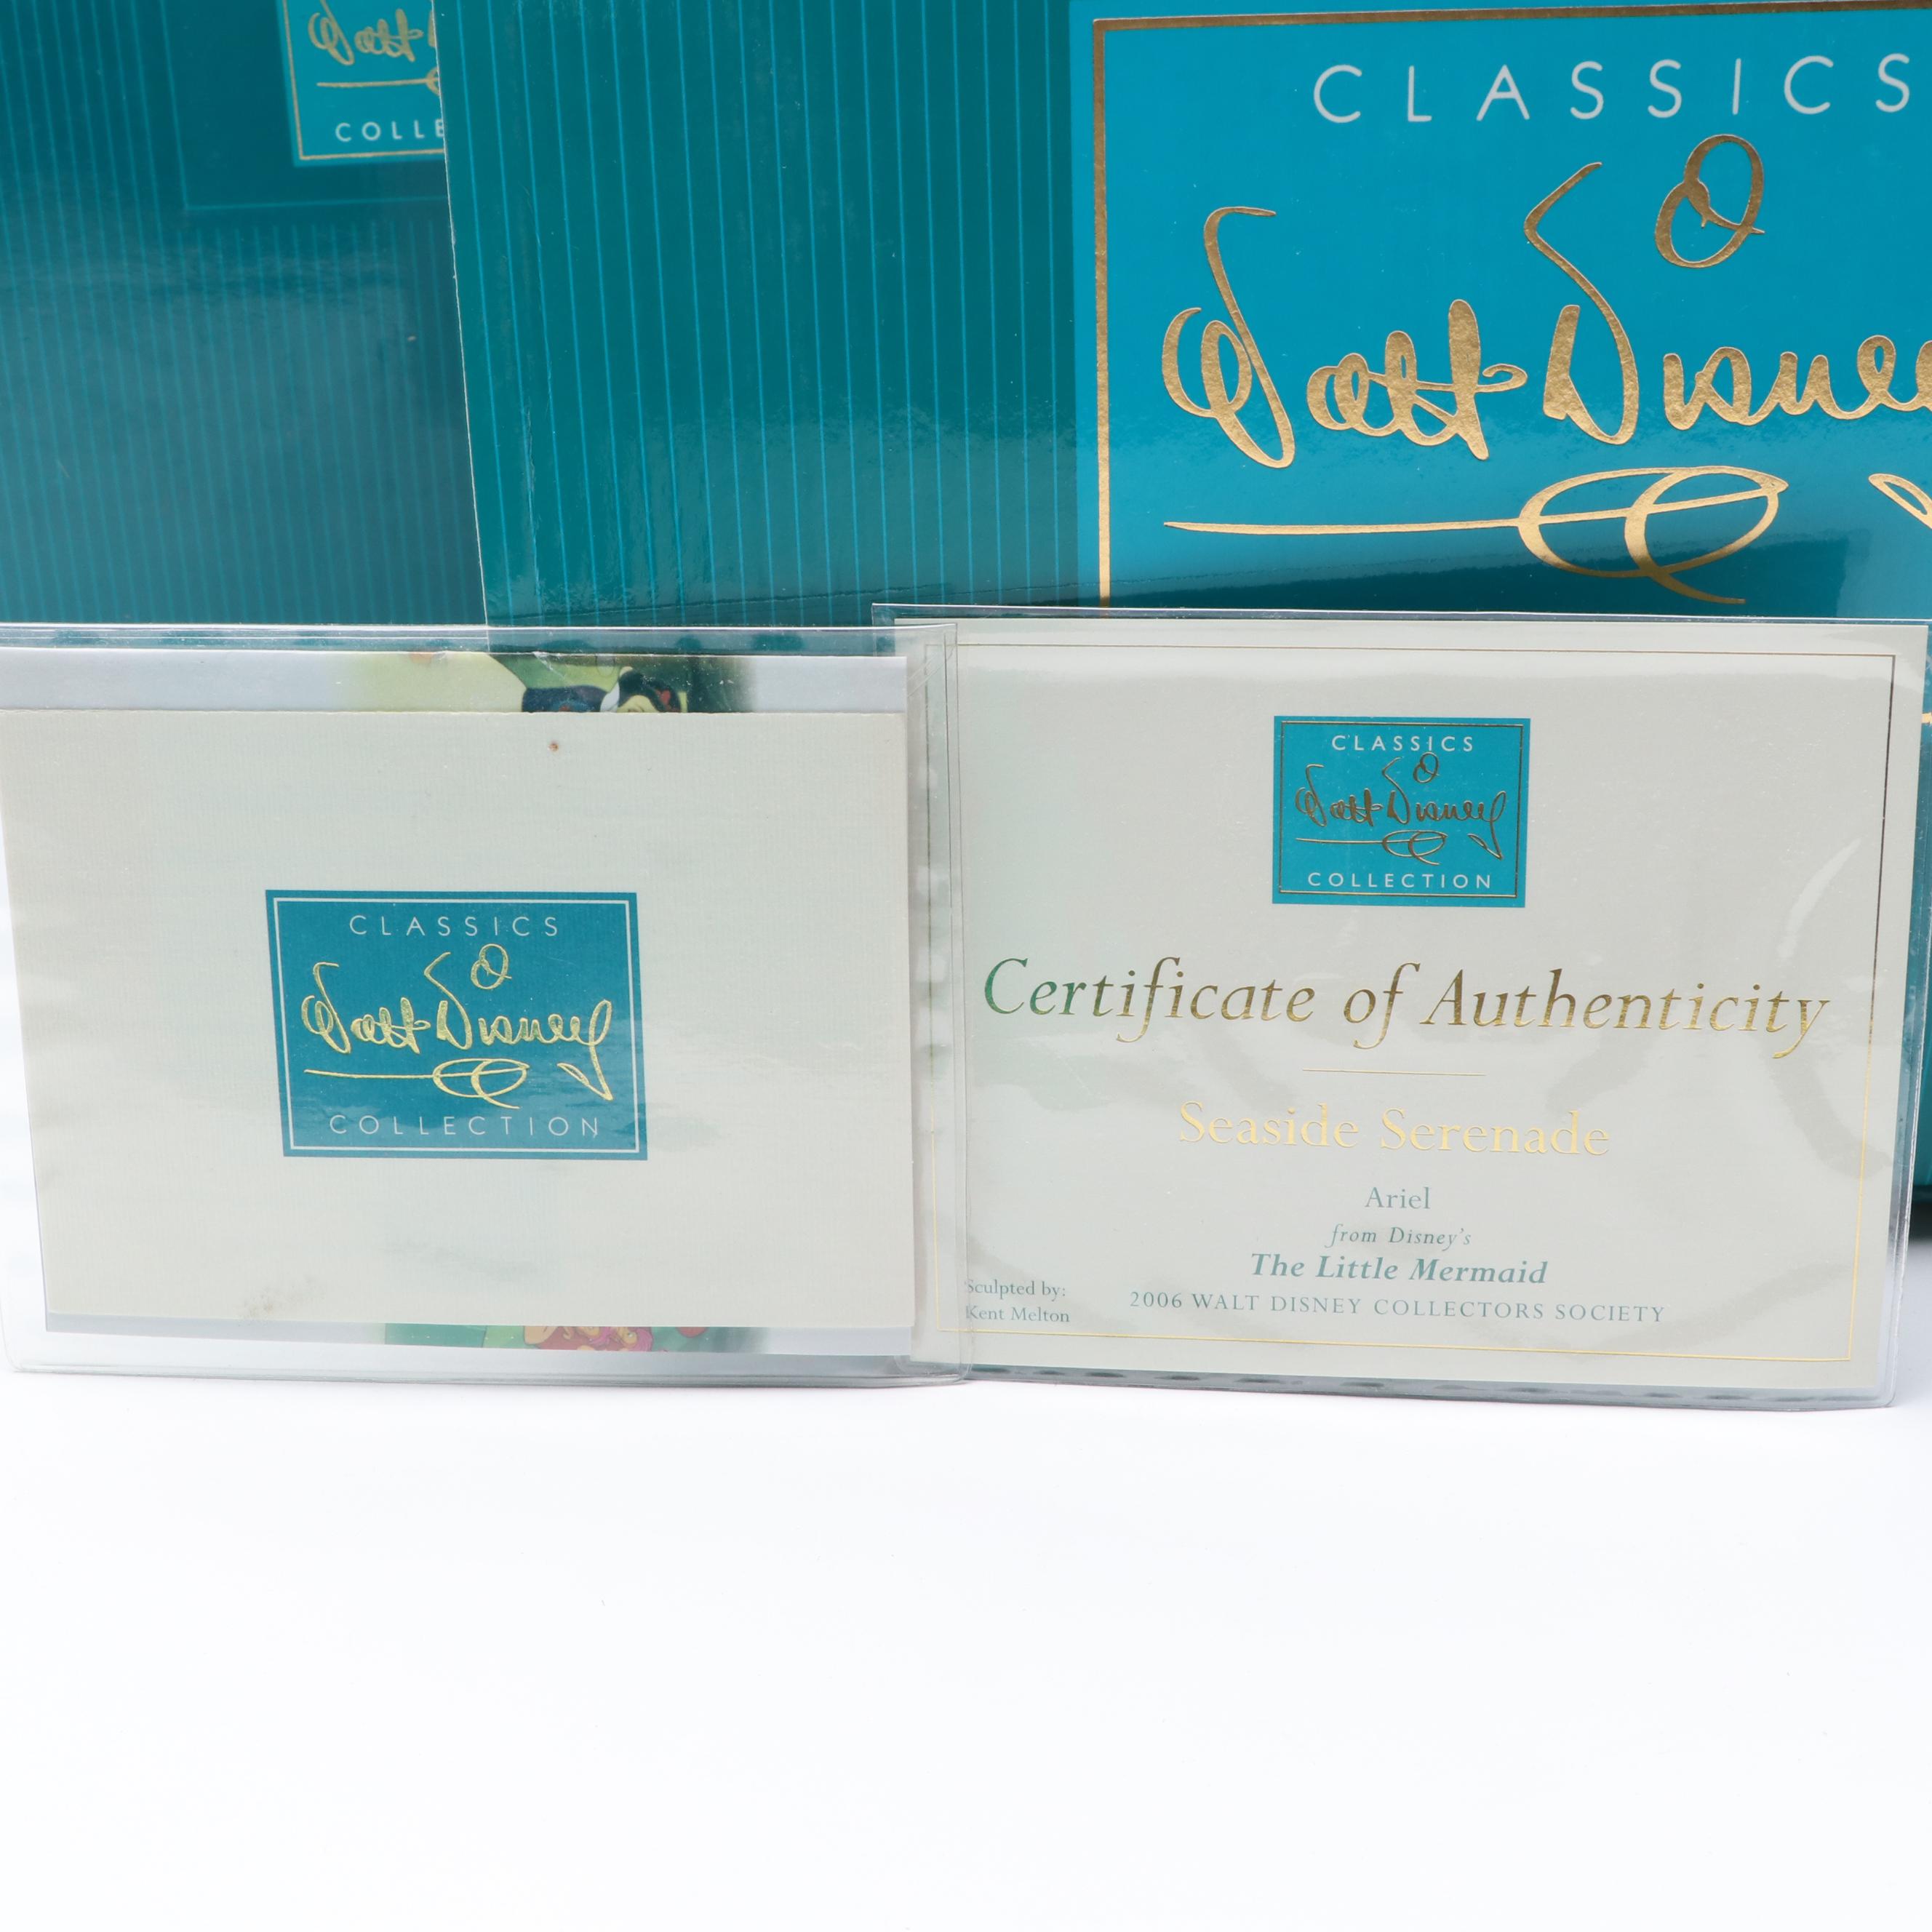 Walt
COLLE
CLASSICS
Walt Disney
CLASSICS
Walt Disney
COLLECTION
CLASSICS
Walt Disney
COLLECTION
Certificate of Authenticity
Seaside Serenade
Ariel
from Disney's
The Little Mermaid
2006 WALT DISNEY COLLECTORS SOCIETY
Sculpted by:
Kent Melton